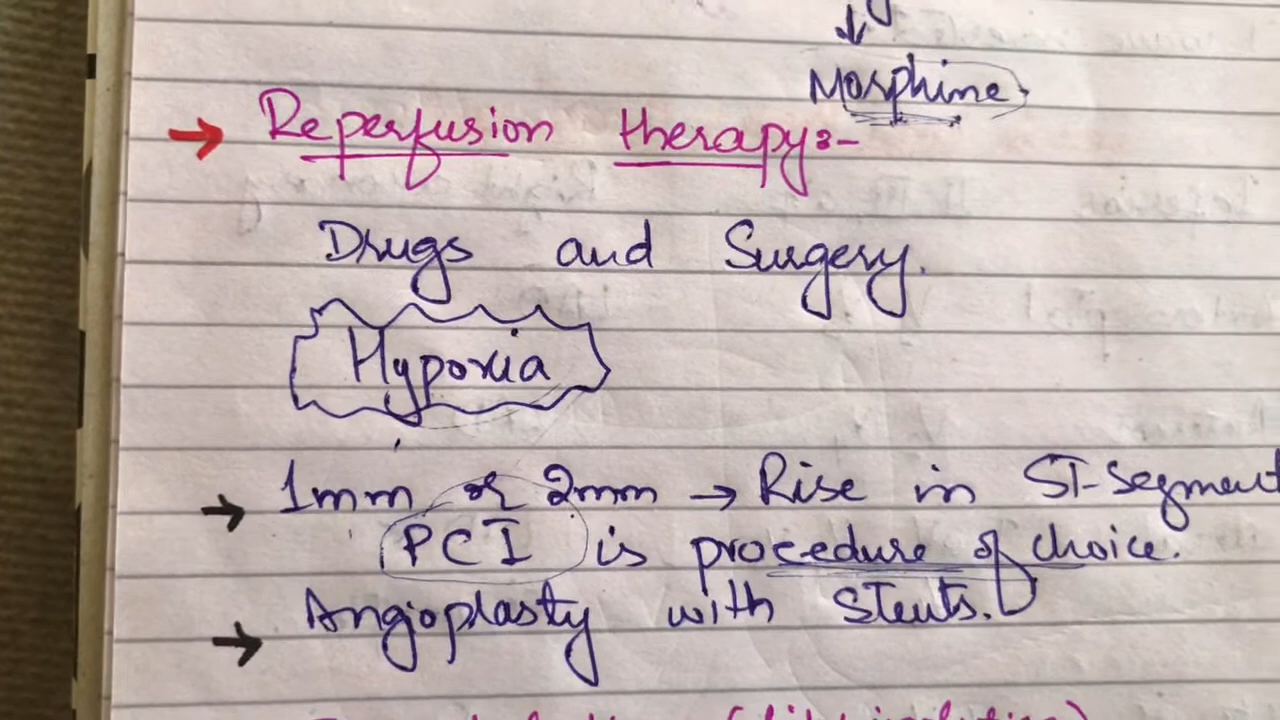 Morphine
Reperfusion therapy:-
Drugs and Surgery.
Hypoxia
1mm or 2mm → Rise in ST-Segment
PCI is procedure of choice.
Angioplasty with Stents.